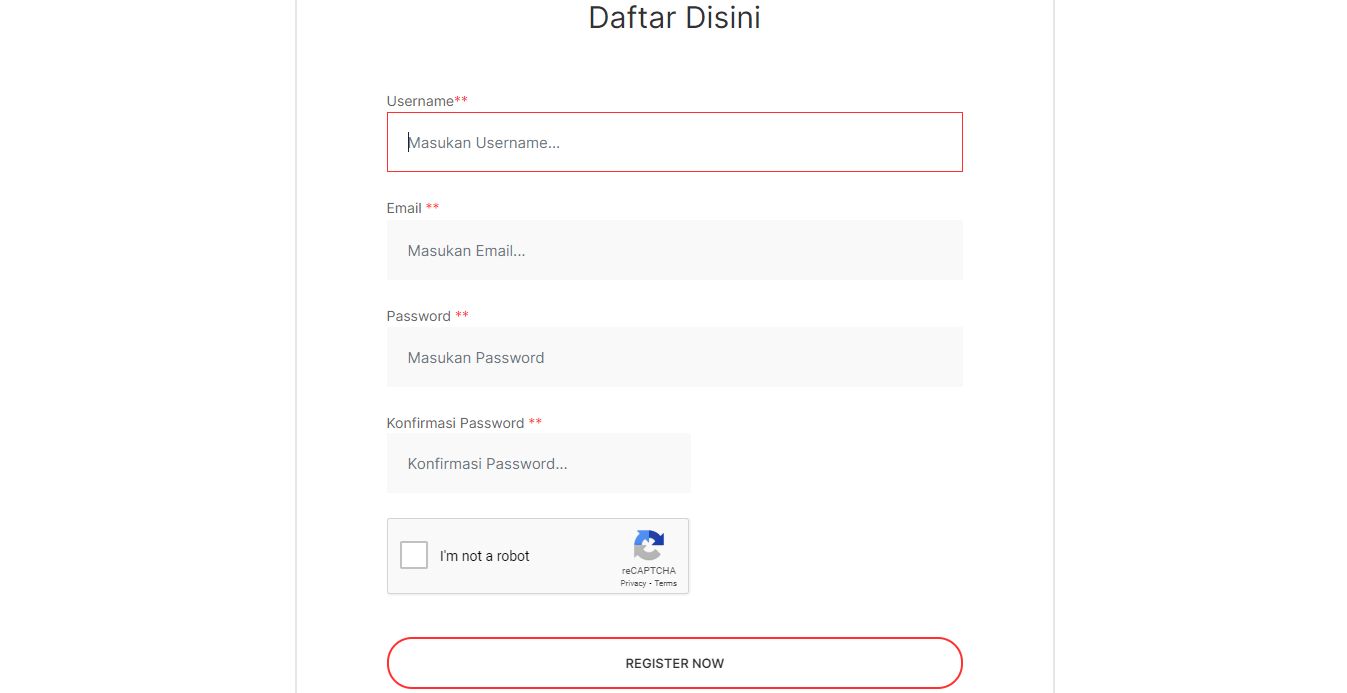 Daftar Disini
Username**
Masukan Username...
Email **
Masukan Email...
Password **
Masukan Password
Konfirmasi Password **
Konfirmasi Password...
I'm not a robot
reCAPTCHA
Privacy - Terms
REGISTER NOW